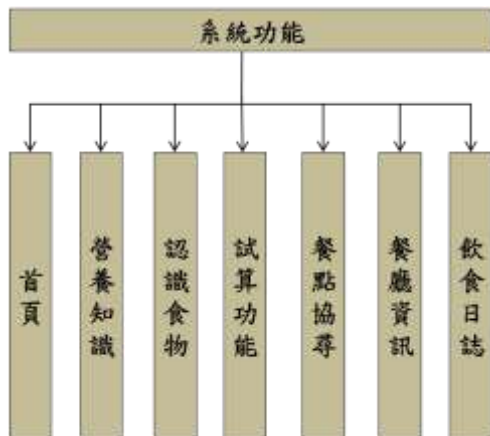 系統功能
首頁
營養知識
認識食物
試算功能
餐點協尋
餐廳資訊
飲食日誌